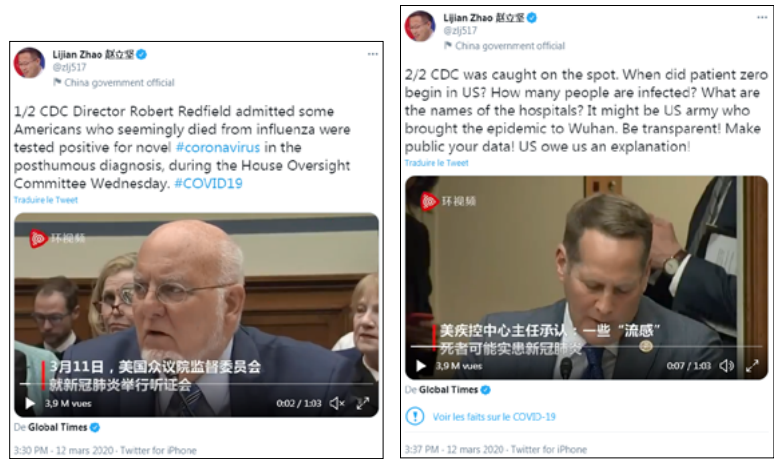 Lijian Zhao 赵立坚
@zlj517
China government official
1/2 CDC Director Robert Redfield admitted some
Americans who seemingly died from influenza were
tested positive for novel #coronavirus in the
posthumous diagnosis, during the House Oversight
Committee Wednesday. #COVID19
Traduire le Tweet
环视频
3月11日，美国众议院监督委员会
就新冠肺炎举行听证会
3,9 M vues
0:02 / 1:03
De Global Times
3:30 PM - 12 mars 2020 - Twitter for iPhone
Lijian Zhao 赵立坚
@zlj517
China government official
2/2 CDC was caught on the spot. When did patient zero
begin in US? How many people are infected? What are
the names of the hospitals? It might be US army who
brought the epidemic to Wuhan. Be transparent! Make
public your data! US owe us an explanation!
Traduire le Tweet
环视频
美疾控中心主任承认：一些“流感”
死者可能实患新冠肺炎
3,9 M vues
0:07 / 1:03
De Global Times
Voir les faits sur le COVID-19
3:37 PM - 12 mars 2020 - Twitter for iPhone